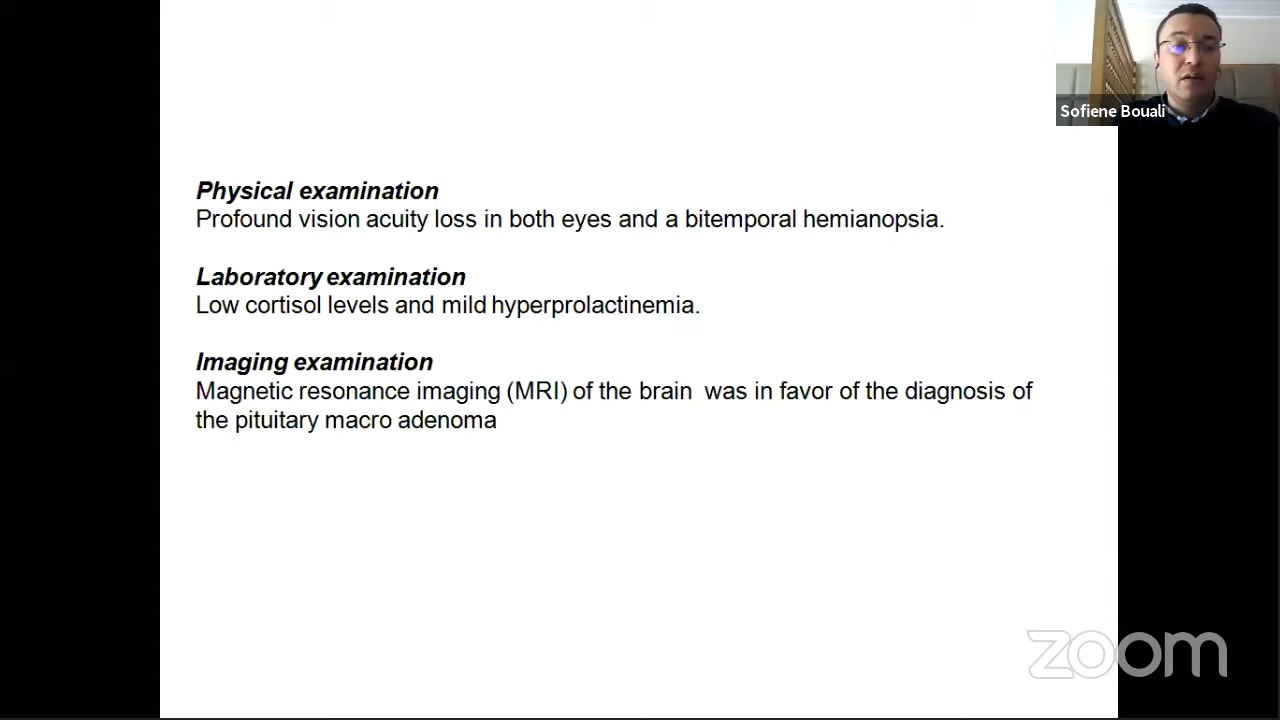 Sofiene Bouali
Physical examination
Profound vision acuity loss in both eyes and a bitemporal hemianopsia.
Laboratory examination
Low cortisol levels and mild hyperprolactinemia.
Imaging examination
Magnetic resonance imaging (MRI) of the brain was in favor of the diagnosis of
the pituitary macro adenoma
zoom